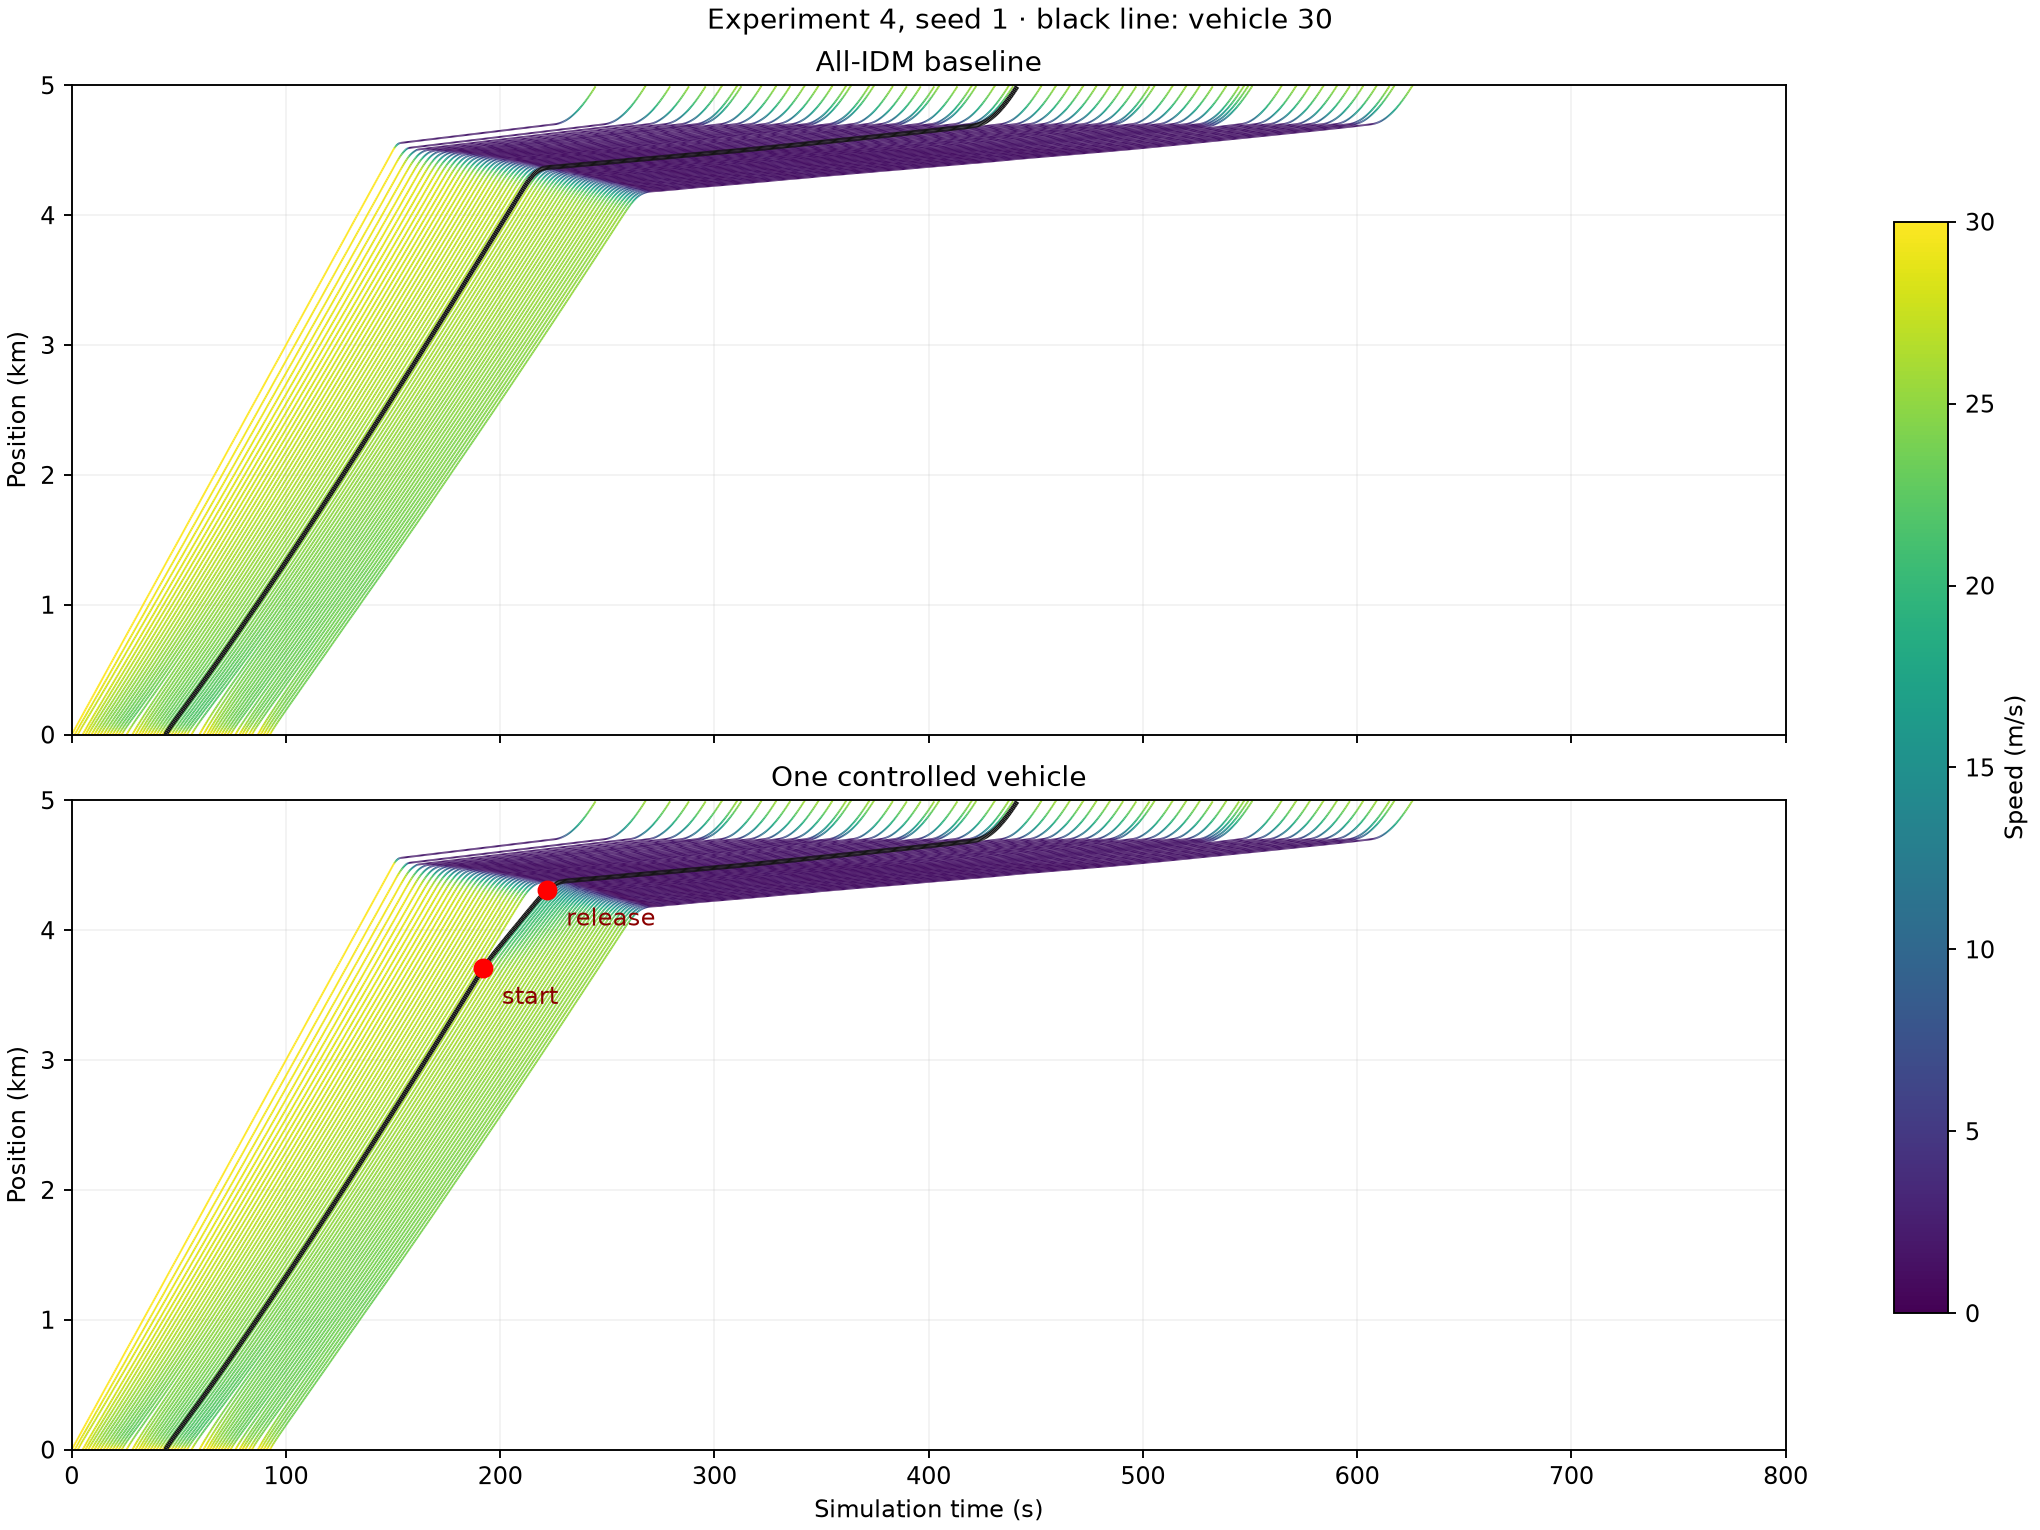 Experiment 4, seed 1 · black line: vehicle 30
All-IDM baseline
5
4
3
2
1
0
Position (km)
One controlled vehicle
5
4
3
2
1
0
Position (km)
release
start
0 100 200 300 400 500 600 700 800
Simulation time (s)
30
25
20
15
10
5
0
Speed (m/s)